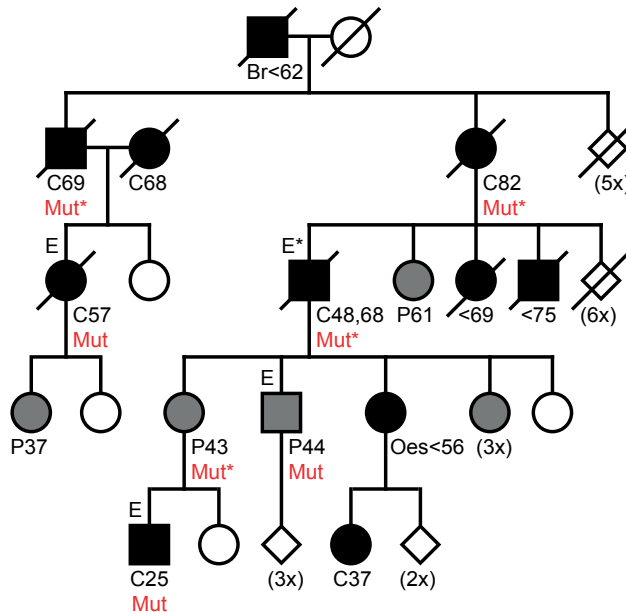 Br<62
C69
Mut*
C68
C82
Mut*
(5x)
E
C57
Mut
E*
C48,68
Mut*
P61
<69
<75
(6x)
P37
P43
Mut*
E
P44
Mut
Oes<56
(3x)
E
C25
Mut
(3x)
C37
(2x)